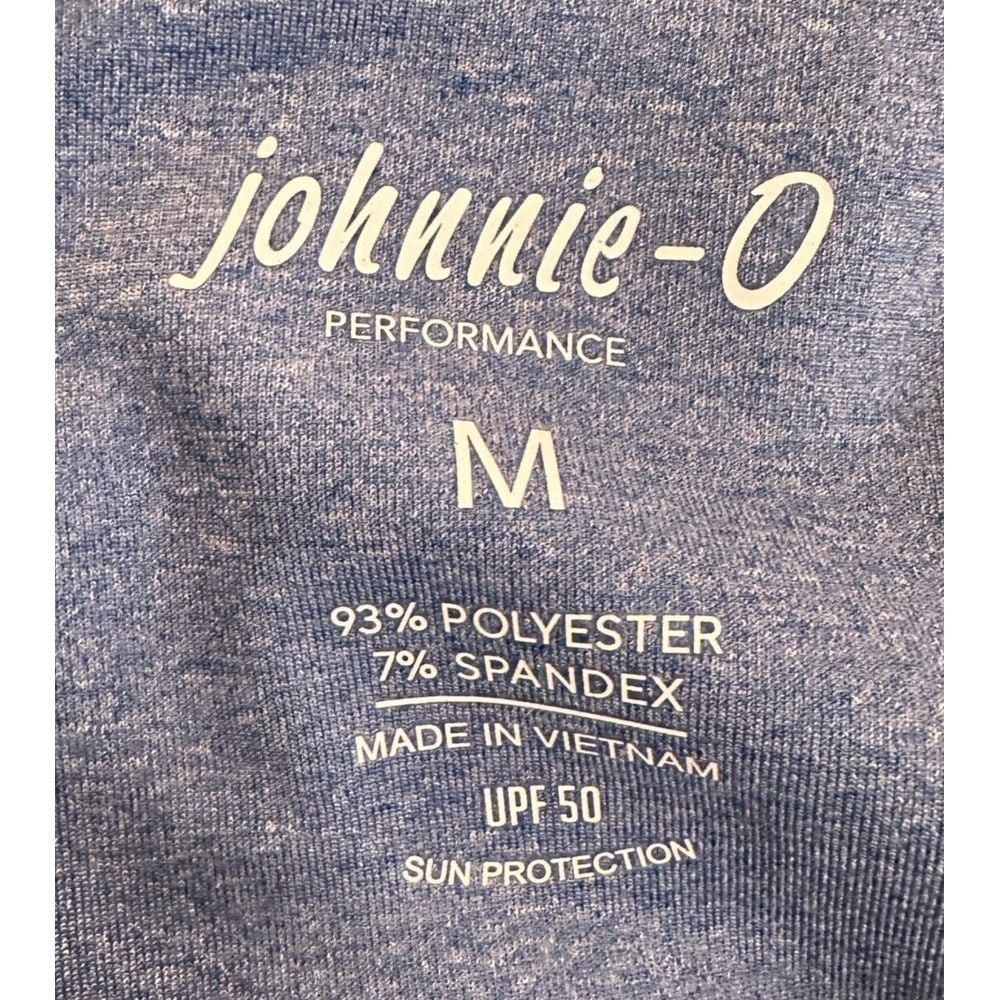 johnnie-O
PERFORMANCE
M
93% POLYESTER
7% SPANDEX
MADE IN VIETNAM
UPF 50
SUN PROTECTION